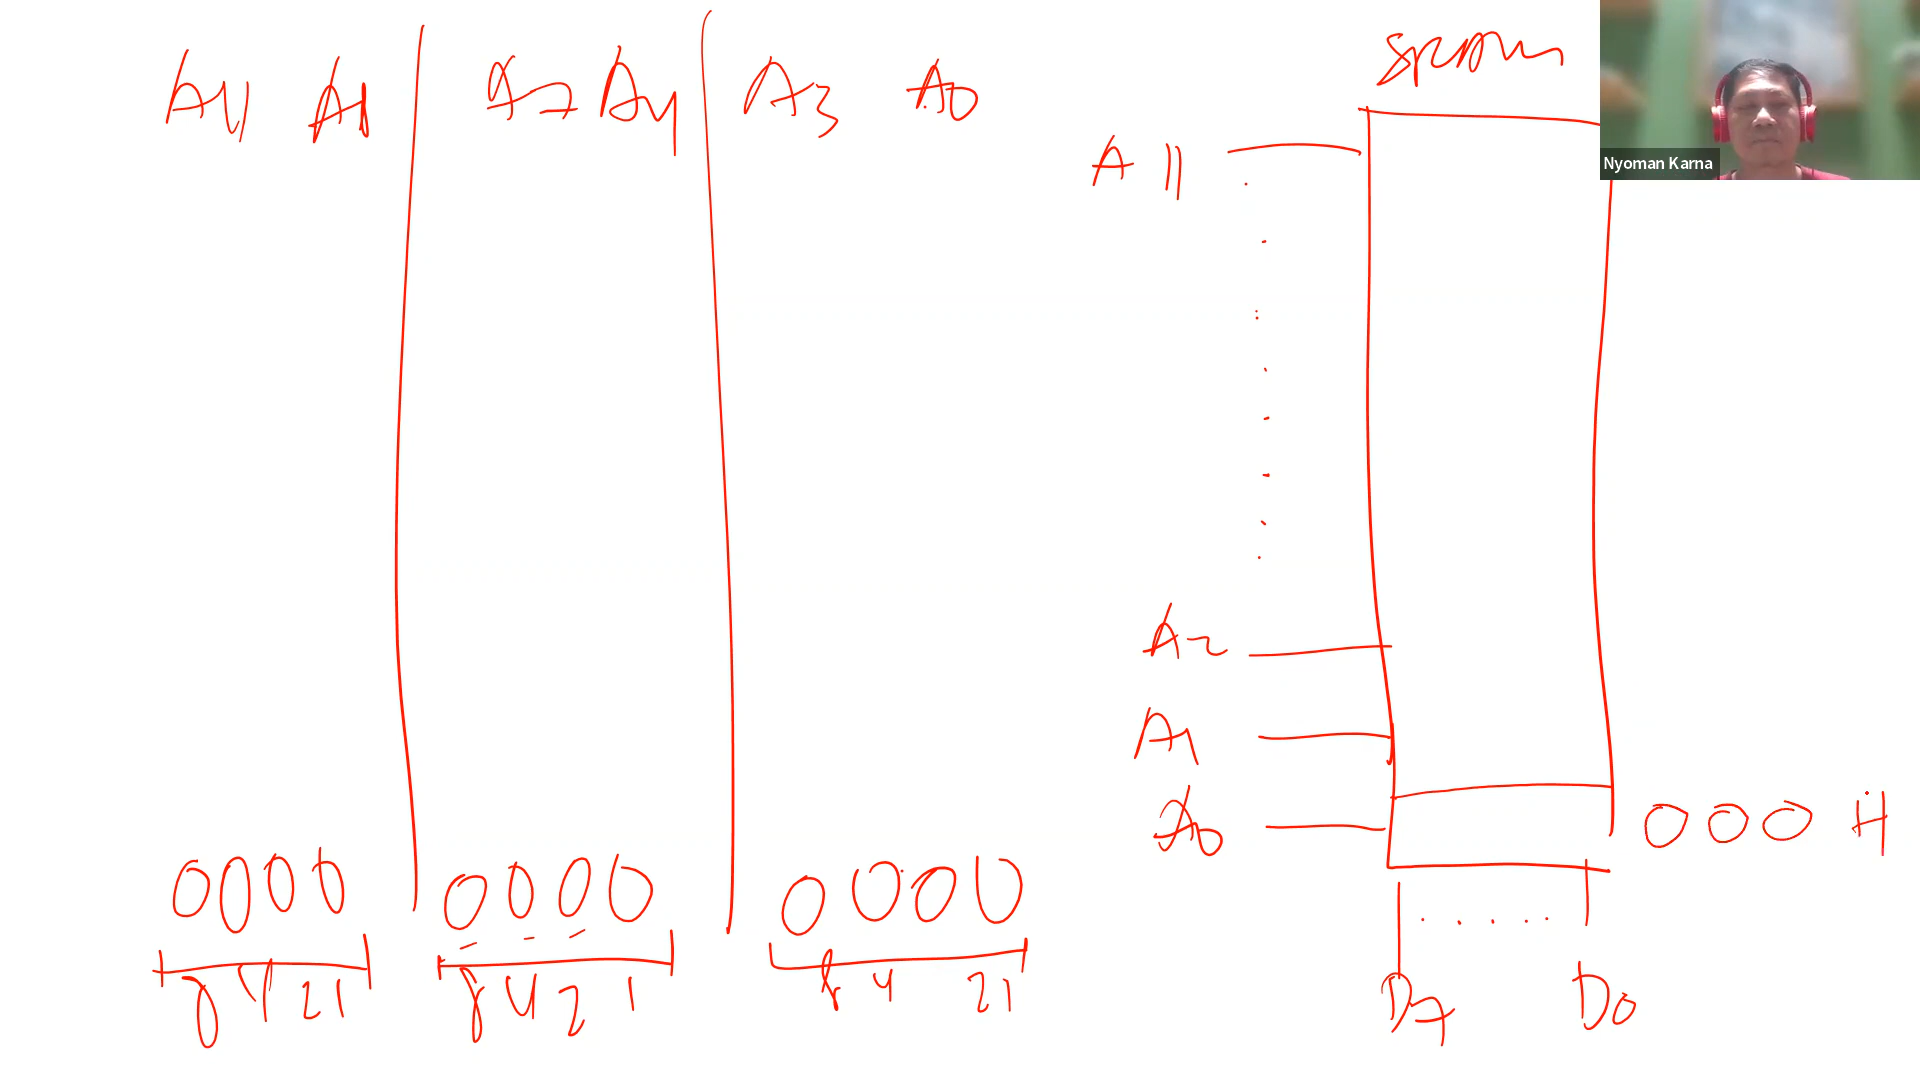 A11 A8 A7 A4 A3 A0
SRAM
A11
Nyoman Karna
A2
A1
A0
000 H
0000 0000 0000
8421 8421 8421
D7 D0